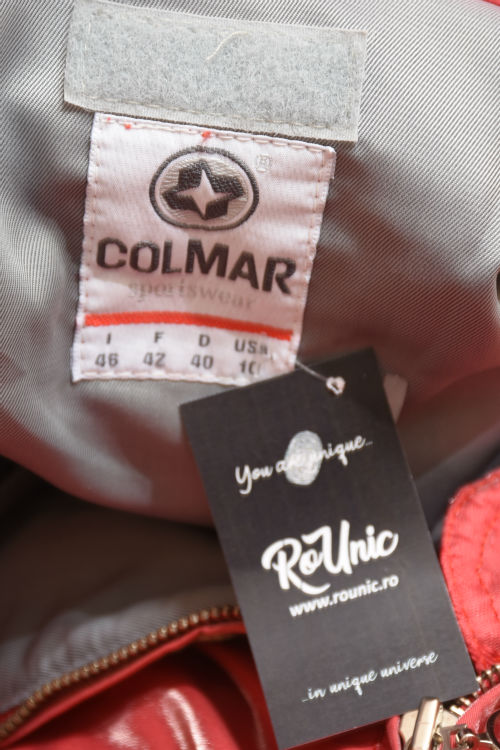 ®
COLMAR
sportswear
I F D USA
46 42 40 10
You are unique...
RoUnic
www.rounic.ro
...in unique universe